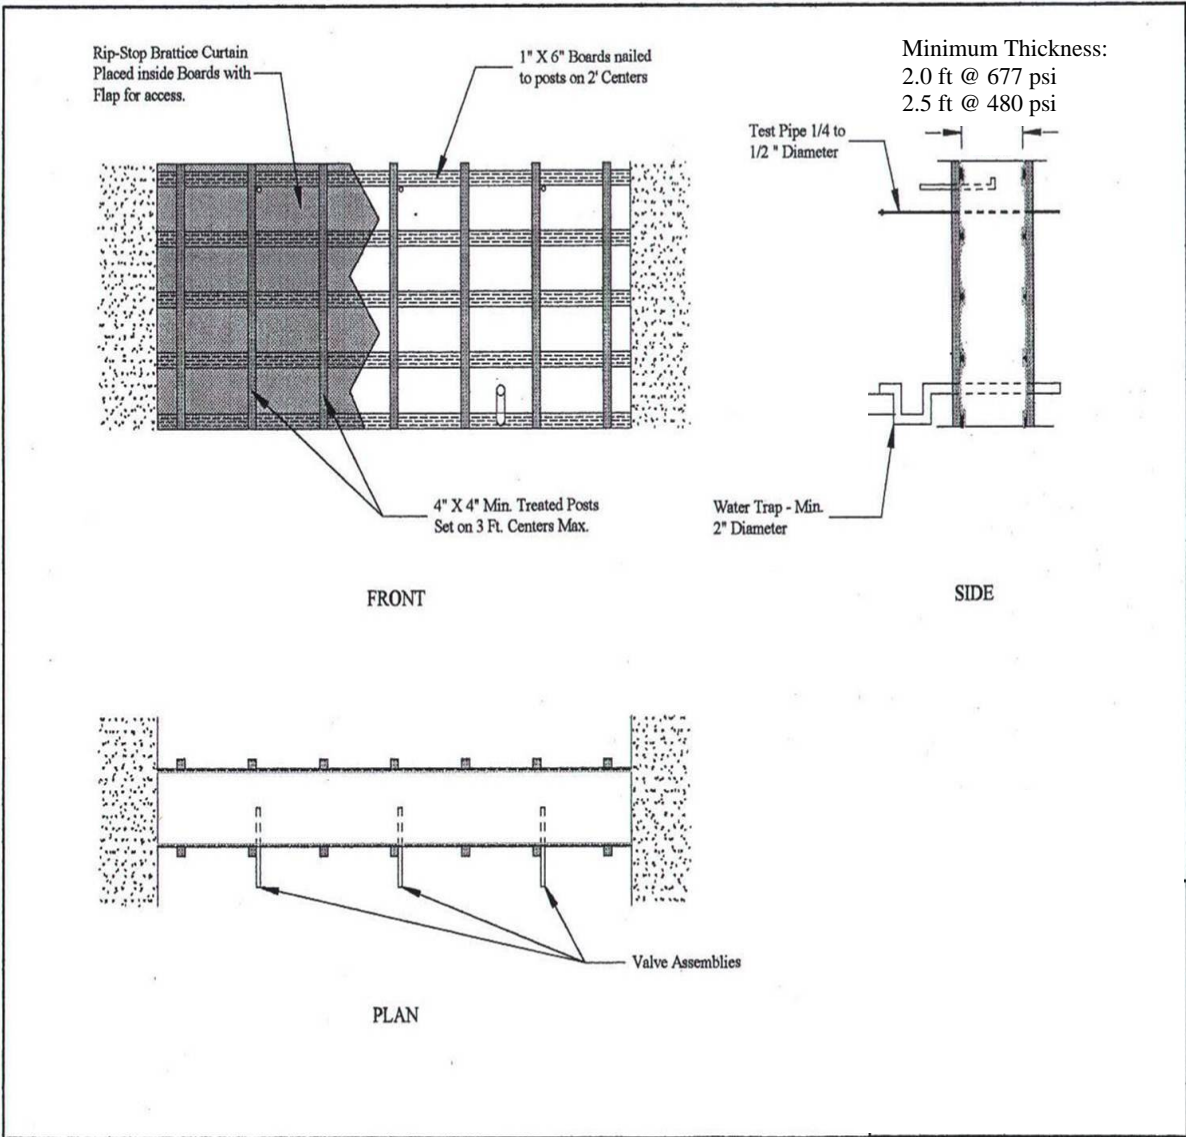 Rip-Stop Brattice Curtain
Placed inside Boards with
Flap for access.
1" X 6" Boards nailed
to posts on 2' Centers
Minimum Thickness:
2.0 ft @ 677 psi
2.5 ft @ 480 psi
Test Pipe 1/4 to
1/2 " Diameter
4" X 4" Min. Treated Posts
Set on 3 Ft. Centers Max.
Water Trap - Min.
2" Diameter
FRONT
SIDE
Valve Assemblies
PLAN